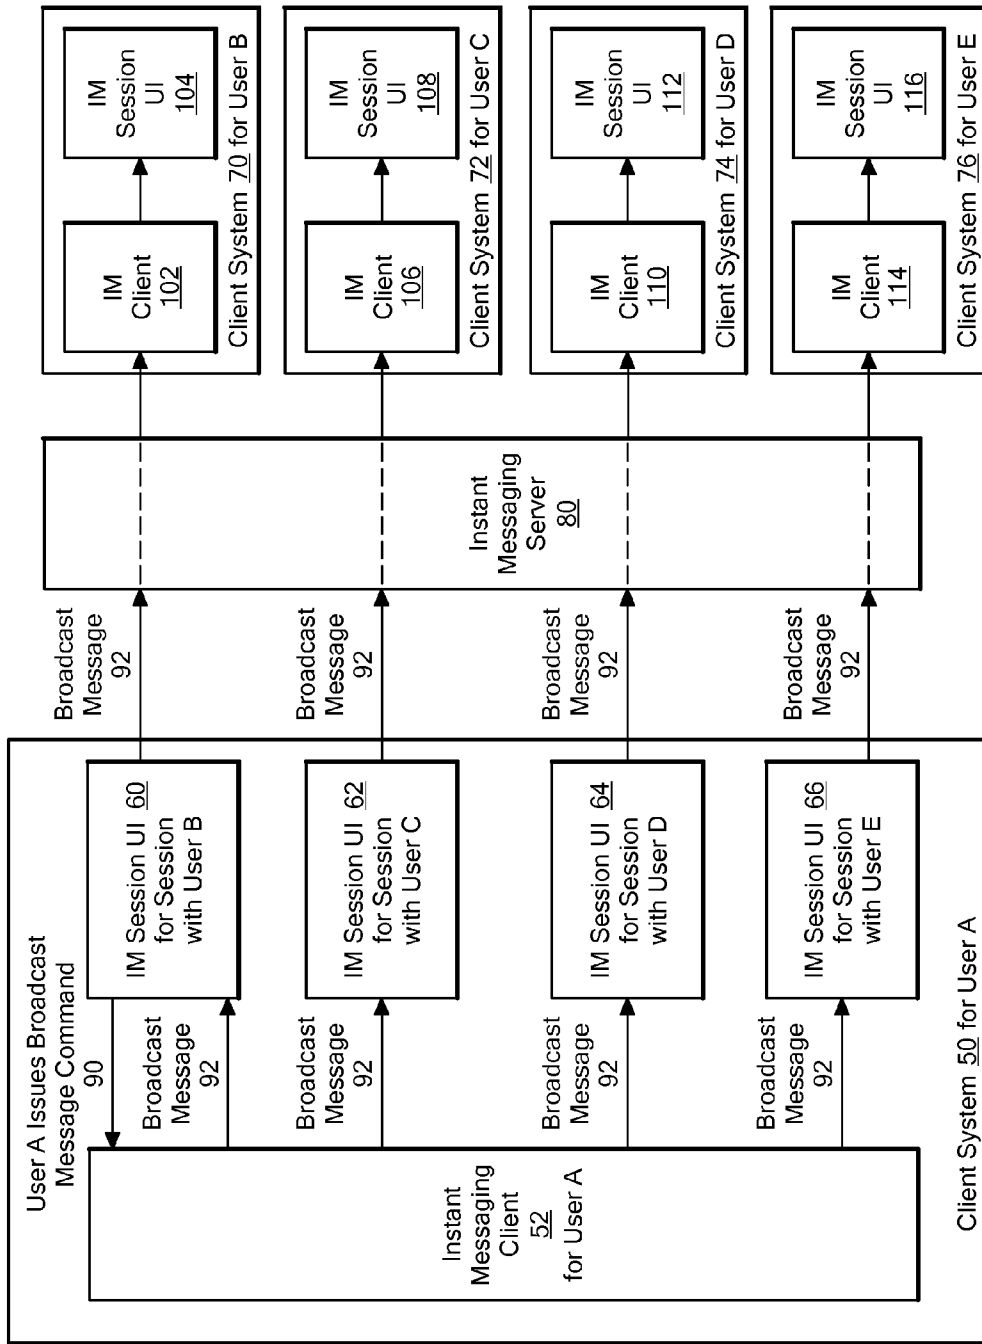 User A Issues Broadcast
Message Command
90
Instant
Messaging
Client
52
for User A
Broadcast
Message
92
IM Session UI 60
for Session
with User B
Broadcast
Message
92
IM Session UI 62
for Session
with User C
Broadcast
Message
92
IM Session UI 64
for Session
with User D
Broadcast
Message
92
IM Session UI 66
for Session
with User E
Client System 50 for User A
Broadcast
Message
92
Broadcast
Message
92
Broadcast
Message
92
Broadcast
Message
92
Instant
Messaging
Server
80
IM
Client
102
IM
Session
UI
104
Client System 70 for User B
IM
Client
106
IM
Session
UI
108
Client System 72 for User C
IM
Client
110
IM
Session
UI
112
Client System 74 for User D
IM
Client
114
IM
Session
UI
116
Client System 76 for User E